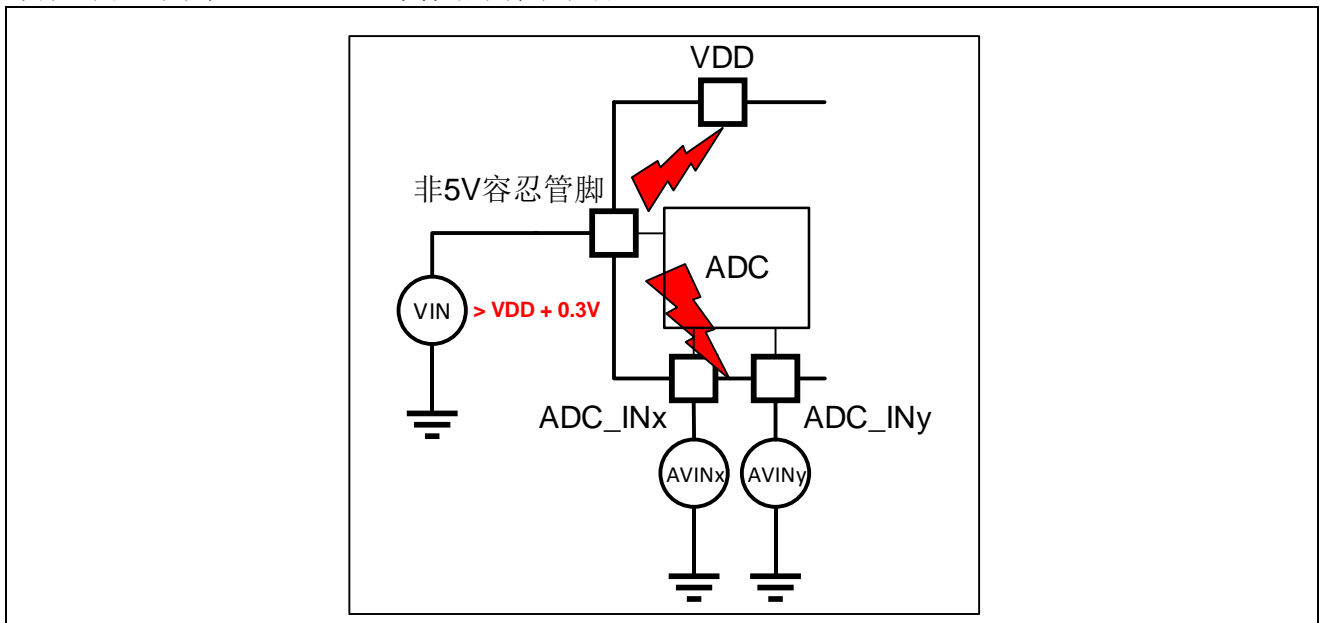 VDD
非5V容忍管脚
ADC
VIN
> VDD + 0.3V
ADC_INx
ADC_INy
AVINx
AVINy